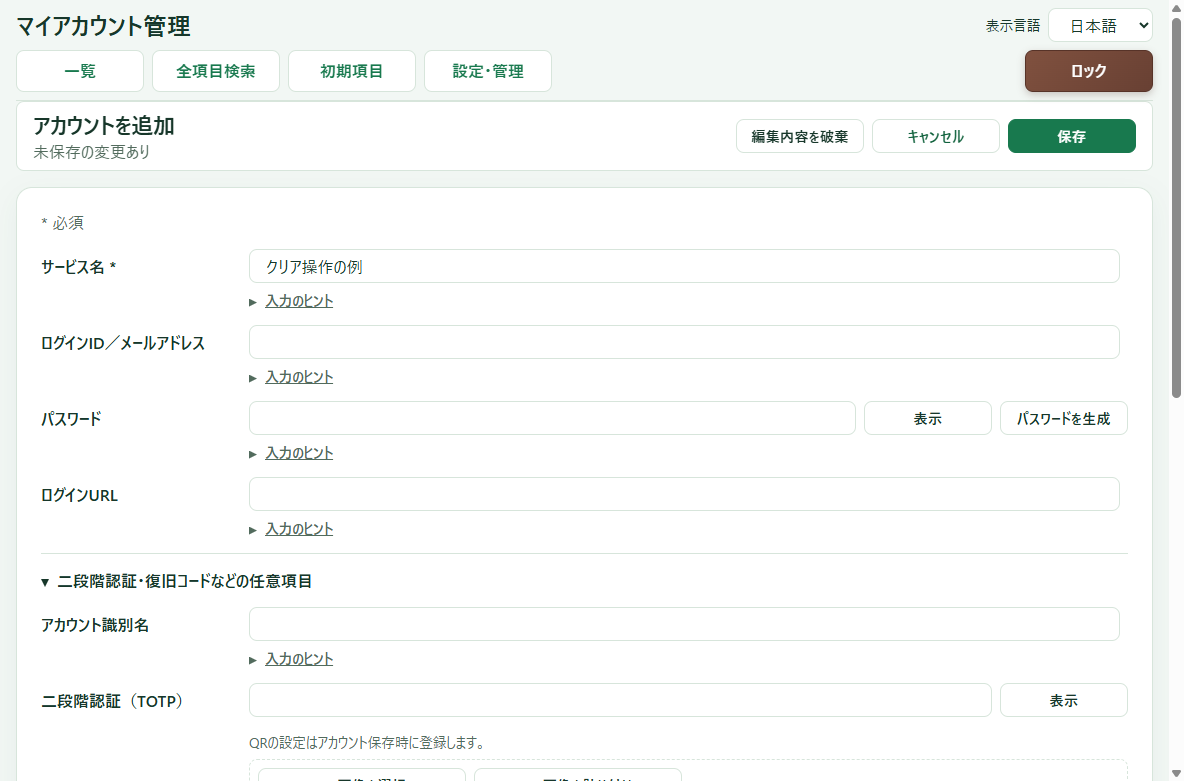 マイアカウント管理
表示言語 日本語
一覧 全項目検索 初期項目 設定・管理 ロック
アカウントを追加
未保存の変更あり
編集内容を破棄 キャンセル 保存
* 必須
サービス名 * クリア操作の例
▶ 入力のヒント
ログインID／メールアドレス
▶ 入力のヒント
パスワード 表示 パスワードを生成
▶ 入力のヒント
ログインURL
▶ 入力のヒント
▼ 二段階認証・復旧コードなどの任意項目
アカウント識別名
▶ 入力のヒント
二段階認証（TOTP） 表示
QRの設定はアカウント保存時に登録します。